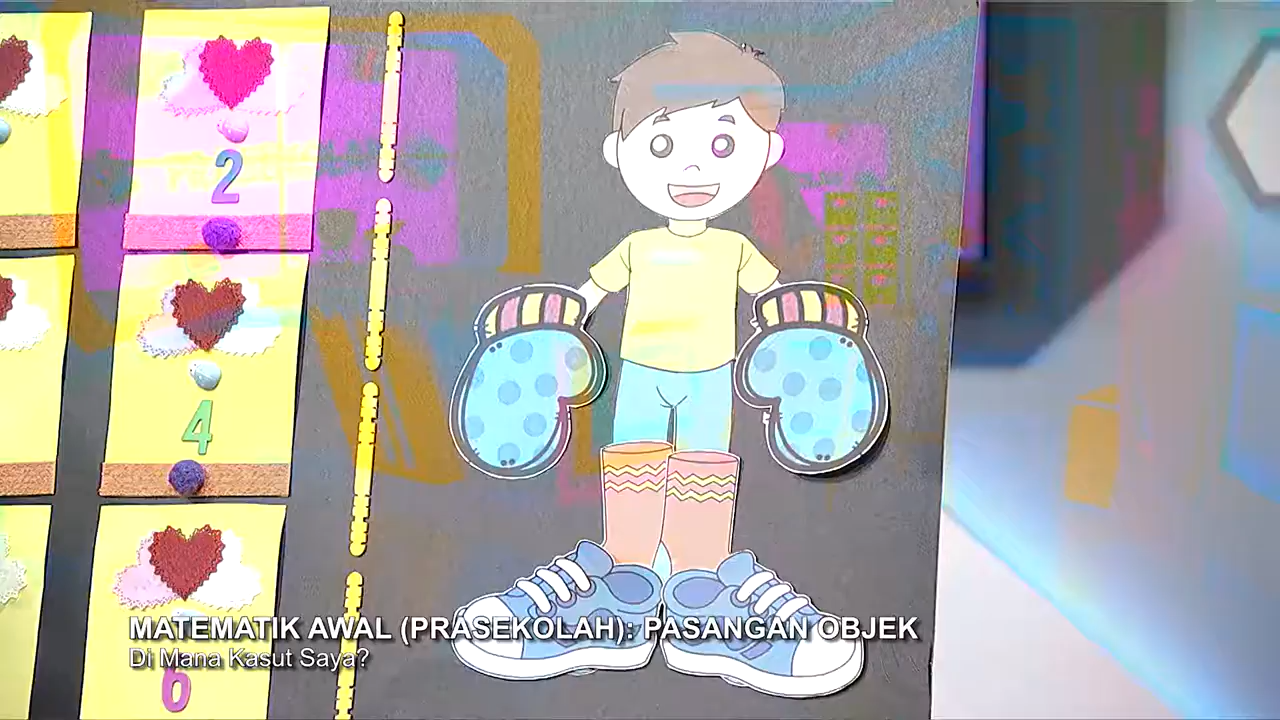 2
4
6
MATEMATIK AWAL (PRASEKOLAH): PASANGAN OBJEK
Di Mana Kasut Saya?